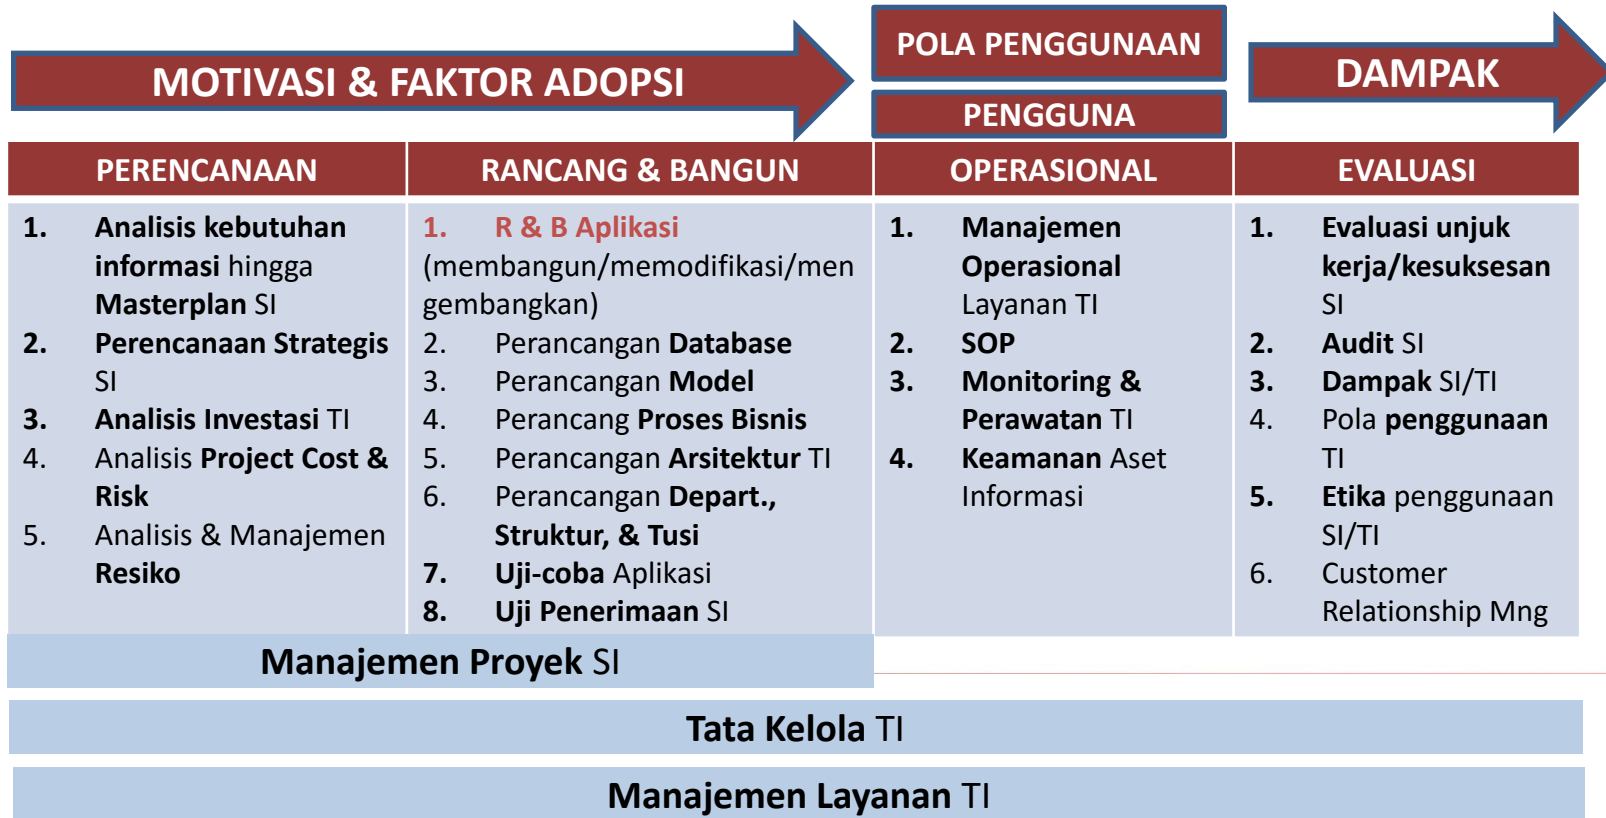 MOTIVASI & FAKTOR ADOPSI
POLA PENGGUNAAN
PENGGUNA
DAMPAK
PERENCANAAN
1. Analisis kebutuhan
informasi hingga
Masterplan SI
2. Perencanaan Strategis
SI
3. Analisis Investasi TI
4. Analisis Project Cost &
Risk
5. Analisis & Manajemen
Resiko
RANCANG & BANGUN
1. R & B Aplikasi
(membangun/memodifikasi/men
gembangkan)
2. Perancangan Database
3. Perancangan Model
4. Perancang Proses Bisnis
5. Perancangan Arsitektur TI
6. Perancangan Depart.,
Struktur, & Tusi
7. Uji-coba Aplikasi
8. Uji Penerimaan SI
OPERASIONAL
1. Manajemen
Operasional
Layanan TI
2. SOP
3. Monitoring &
Perawatan TI
4. Keamanan Aset
Informasi
EVALUASI
1. Evaluasi unjuk
kerja/kesuksesan
SI
2. Audit SI
3. Dampak SI/TI
4. Pola penggunaan
TI
5. Etika penggunaan
SI/TI
6. Customer
Relationship Mng
Manajemen Proyek SI
Tata Kelola TI
Manajemen Layanan TI